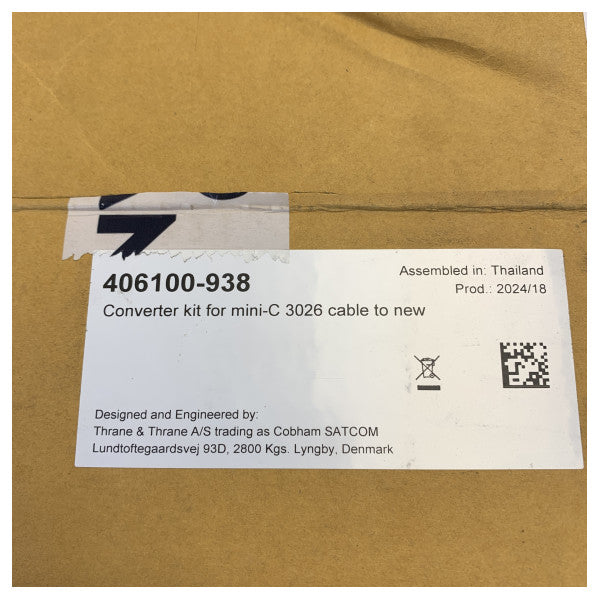 406100-938
Assembled in: Thailand
Converter kit for mini-C 3026 cable to new
Prod.: 2024/18
Designed and Engineered by:
Thrane & Thrane A/S trading as Cobham SATCOM
Lundtoftegaardsvej 93D, 2800 Kgs. Lyngby, Denmark